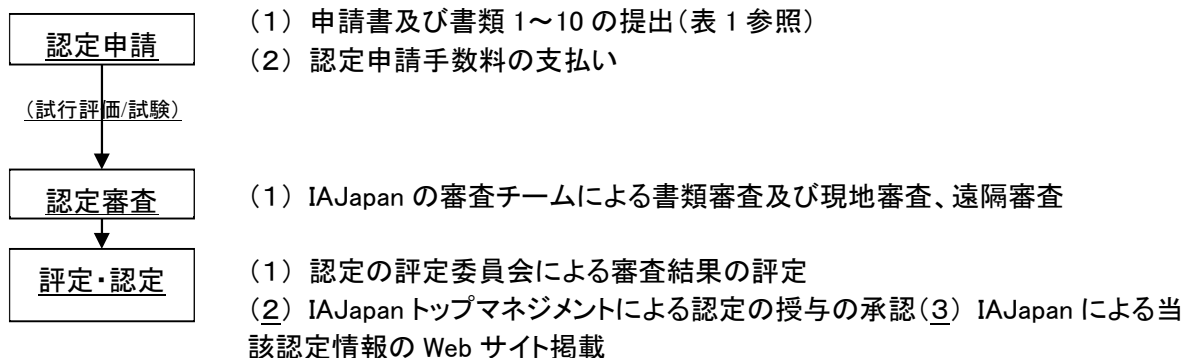 認定申請
(1) 申請書及び書類 1~10 の提出(表 1 参照)
(2) 認定申請手数料の支払い
(試行評価/試験)
認定審査
(1) IAJapan の審査チームによる書類審査及び現地審査、遠隔審査
評定・認定
(1) 認定の評定委員会による審査結果の評定
(2) IAJapan トップマネジメントによる認定の授与の承認(3) IAJapan による当
該認定情報の Web サイト掲載